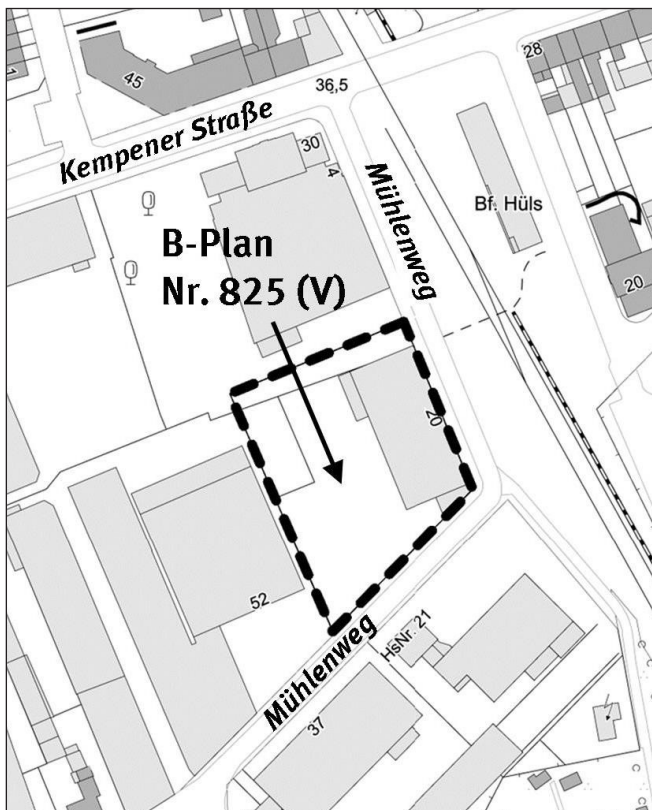 45
36,5
28
Kempener Straße
30
4
Mühlenweg
Bf. Hüls
B-Plan
Nr. 825 (V)
20
20
52
HsNr. 21
Mühlenweg
37